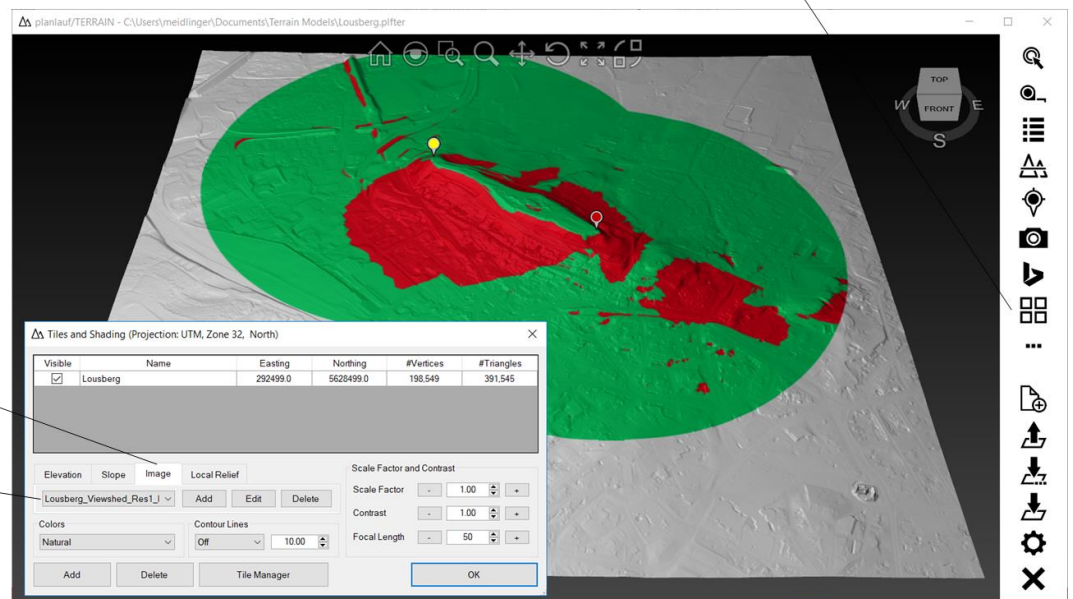 planlauf/TERRAIN - C:\Users\meidlinger\Documents\Terrain Models\Lousberg.plfter
TOP
W FRONT E
S
Tiles and Shading (Projection: UTM, Zone 32, North)
Visible Name Easting Northing #Vertices #Triangles
Lousberg 292499.0 5628499.0 198,549 391,545
Elevation Slope Image Local Relief
Lousberg_Viewshed_Res1_I Add Edit Delete
Colors Contour Lines
Natural Off 10.00
Scale Factor and Contrast
Scale Factor - 1.00 +
Contrast - 1.00 +
Focal Length - 50 +
Add Delete Tile Manager OK